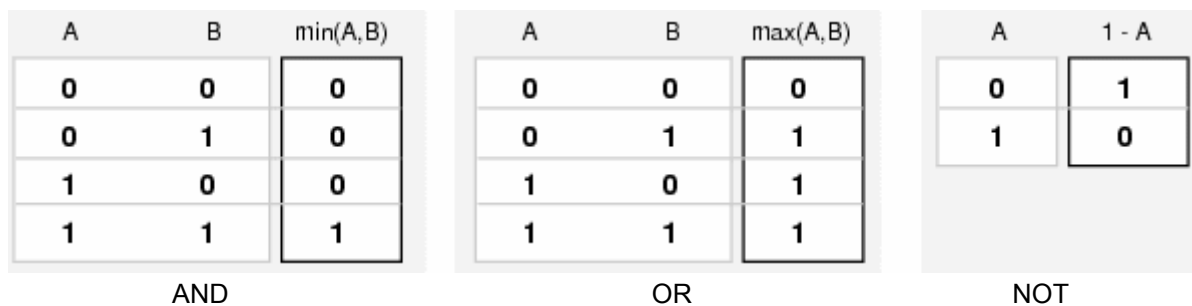 A B min(A,B) A B max(A,B) A 1 - A
0 0 0 0 0 0 0 1
0 1 0 0 1 1 1 0
1 0 0 1 0 1
1 1 1 1 1 1
AND OR NOT